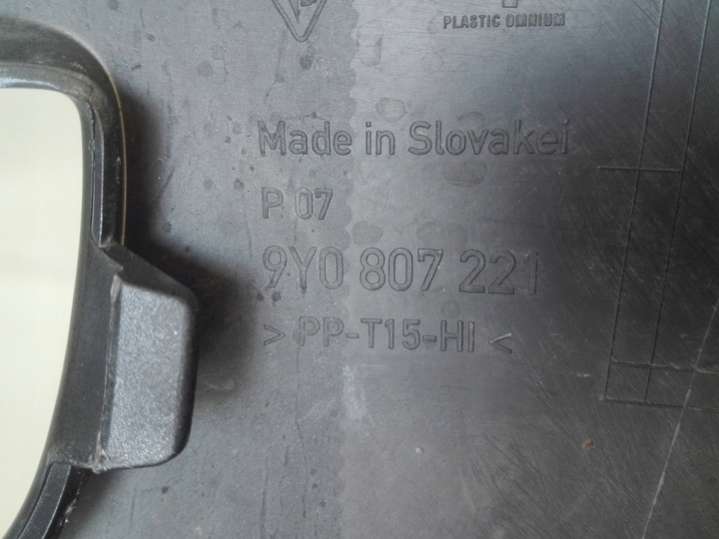 PLASTIC OMNIUM
Made in Slovakei
P. 07
9Y0 807 221
> PP-T15-HI <